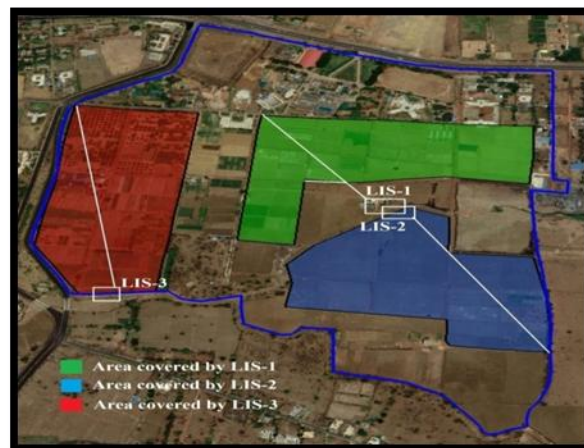 LIS-1
LIS-2
LIS-3
Area covered by LIS-1
Area covered by LIS-2
Area covered by LIS-3